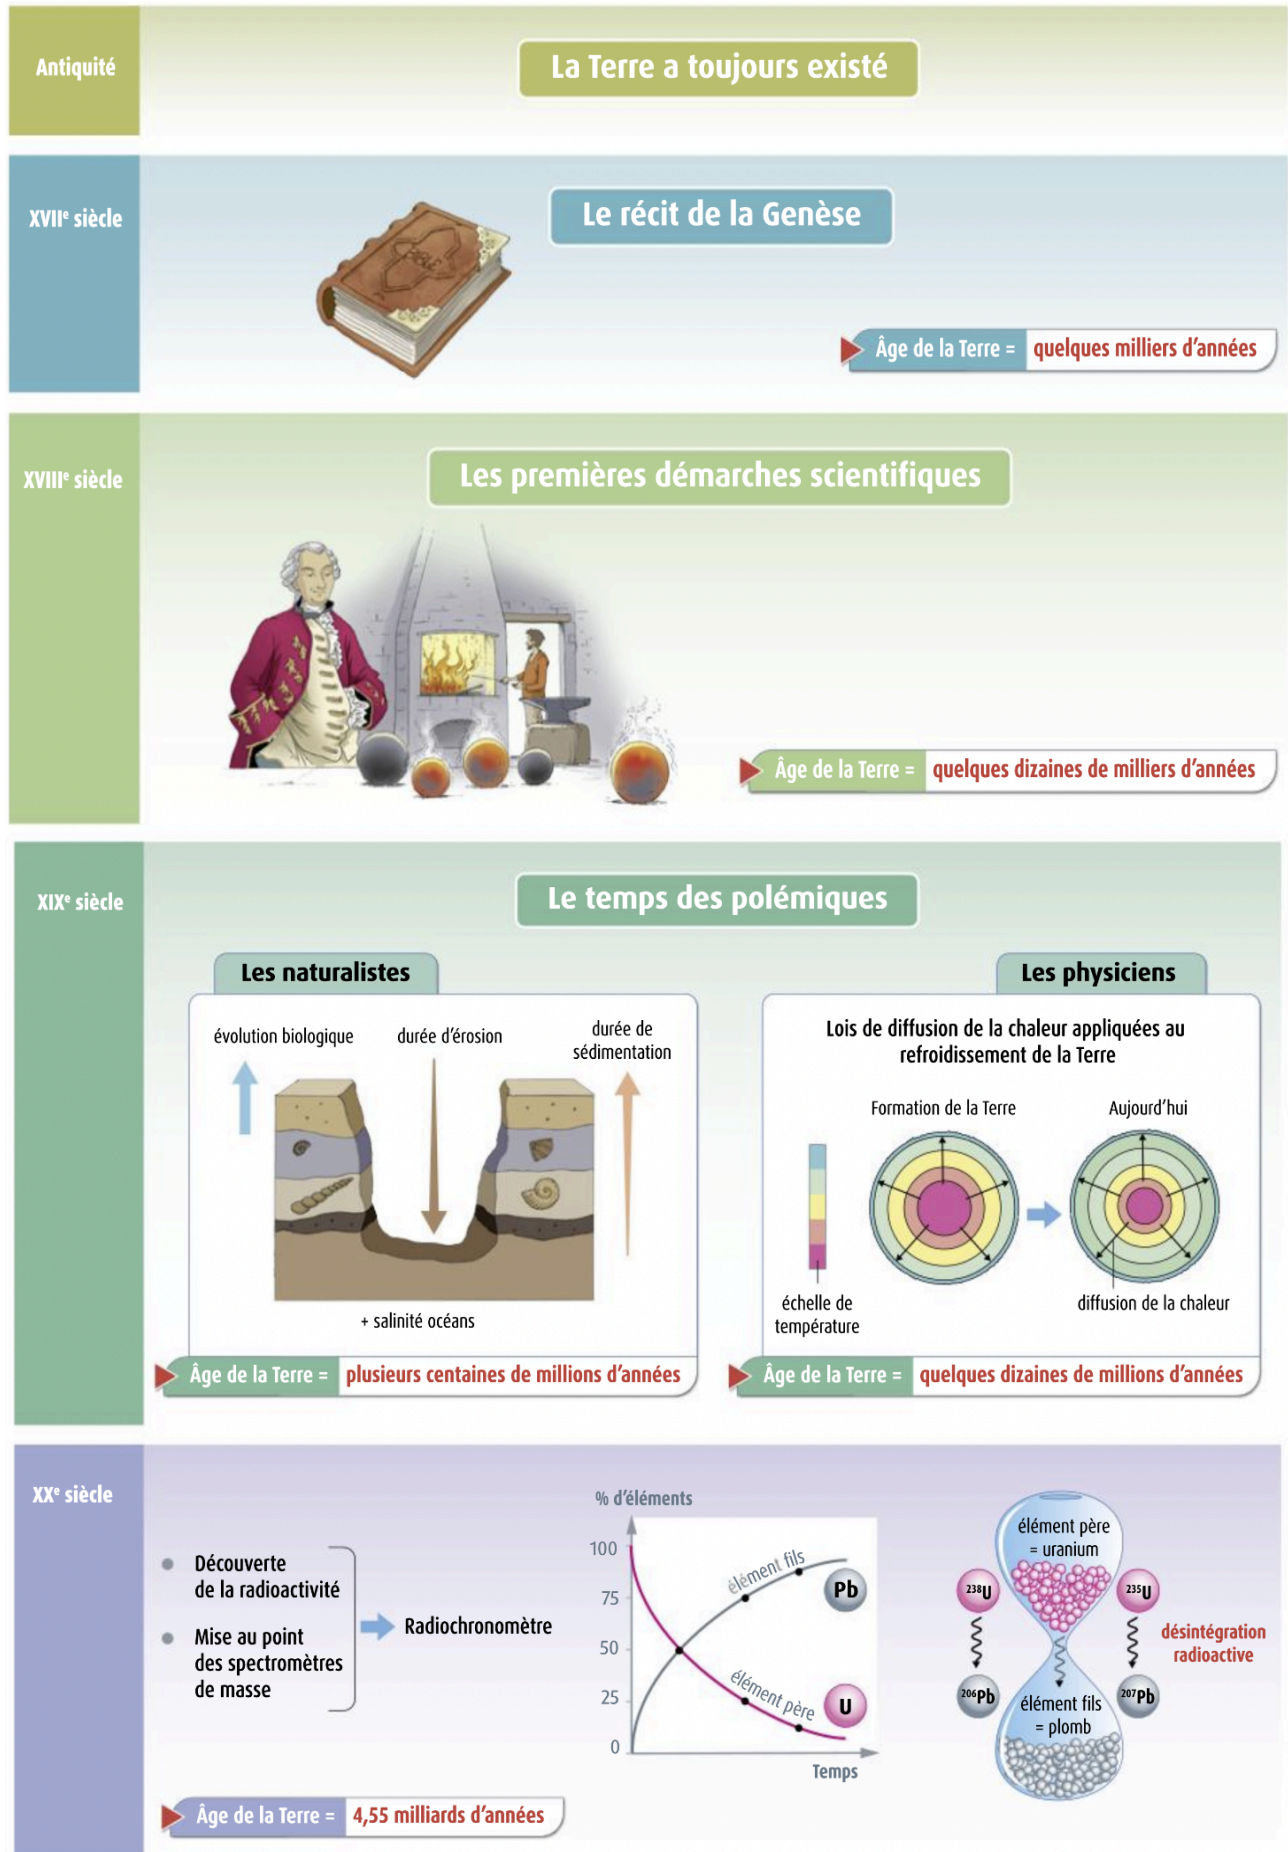 Antiquité
La Terre a toujours existé
XVIIᵉ siècle
Le récit de la Genèse
BIBLE
Âge de la Terre = quelques milliers d'années
XVIIIᵉ siècle
Les premières démarches scientifiques
Âge de la Terre = quelques dizaines de milliers d'années
XIXᵉ siècle
Le temps des polémiques
Les naturalistes
évolution biologique
durée d'érosion
durée de
sédimentation
+ salinité océans
Âge de la Terre = plusieurs centaines de millions d'années
Les physiciens
Lois de diffusion de la chaleur appliquées au
refroidissement de la Terre
Formation de la Terre
Aujourd'hui
échelle de
température
diffusion de la chaleur
Âge de la Terre = quelques dizaines de millions d'années
XXᵉ siècle
Découverte
de la radioactivité
Mise au point
des spectromètres
de masse
Radiochronomètre
% d'éléments
100
75
50
25
0
élément fils
Pb
élément père
U
Temps
élément père
= uranium
²³⁸U
²³⁵U
désintégration
radioactive
²⁰⁶Pb
²⁰⁷Pb
élément fils
= plomb
Âge de la Terre = 4,55 milliards d'années